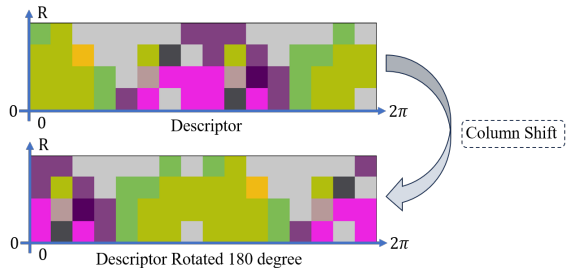 R
0
0
2π
Descriptor
Column Shift
R
0
0
2π
Descriptor Rotated 180 degree